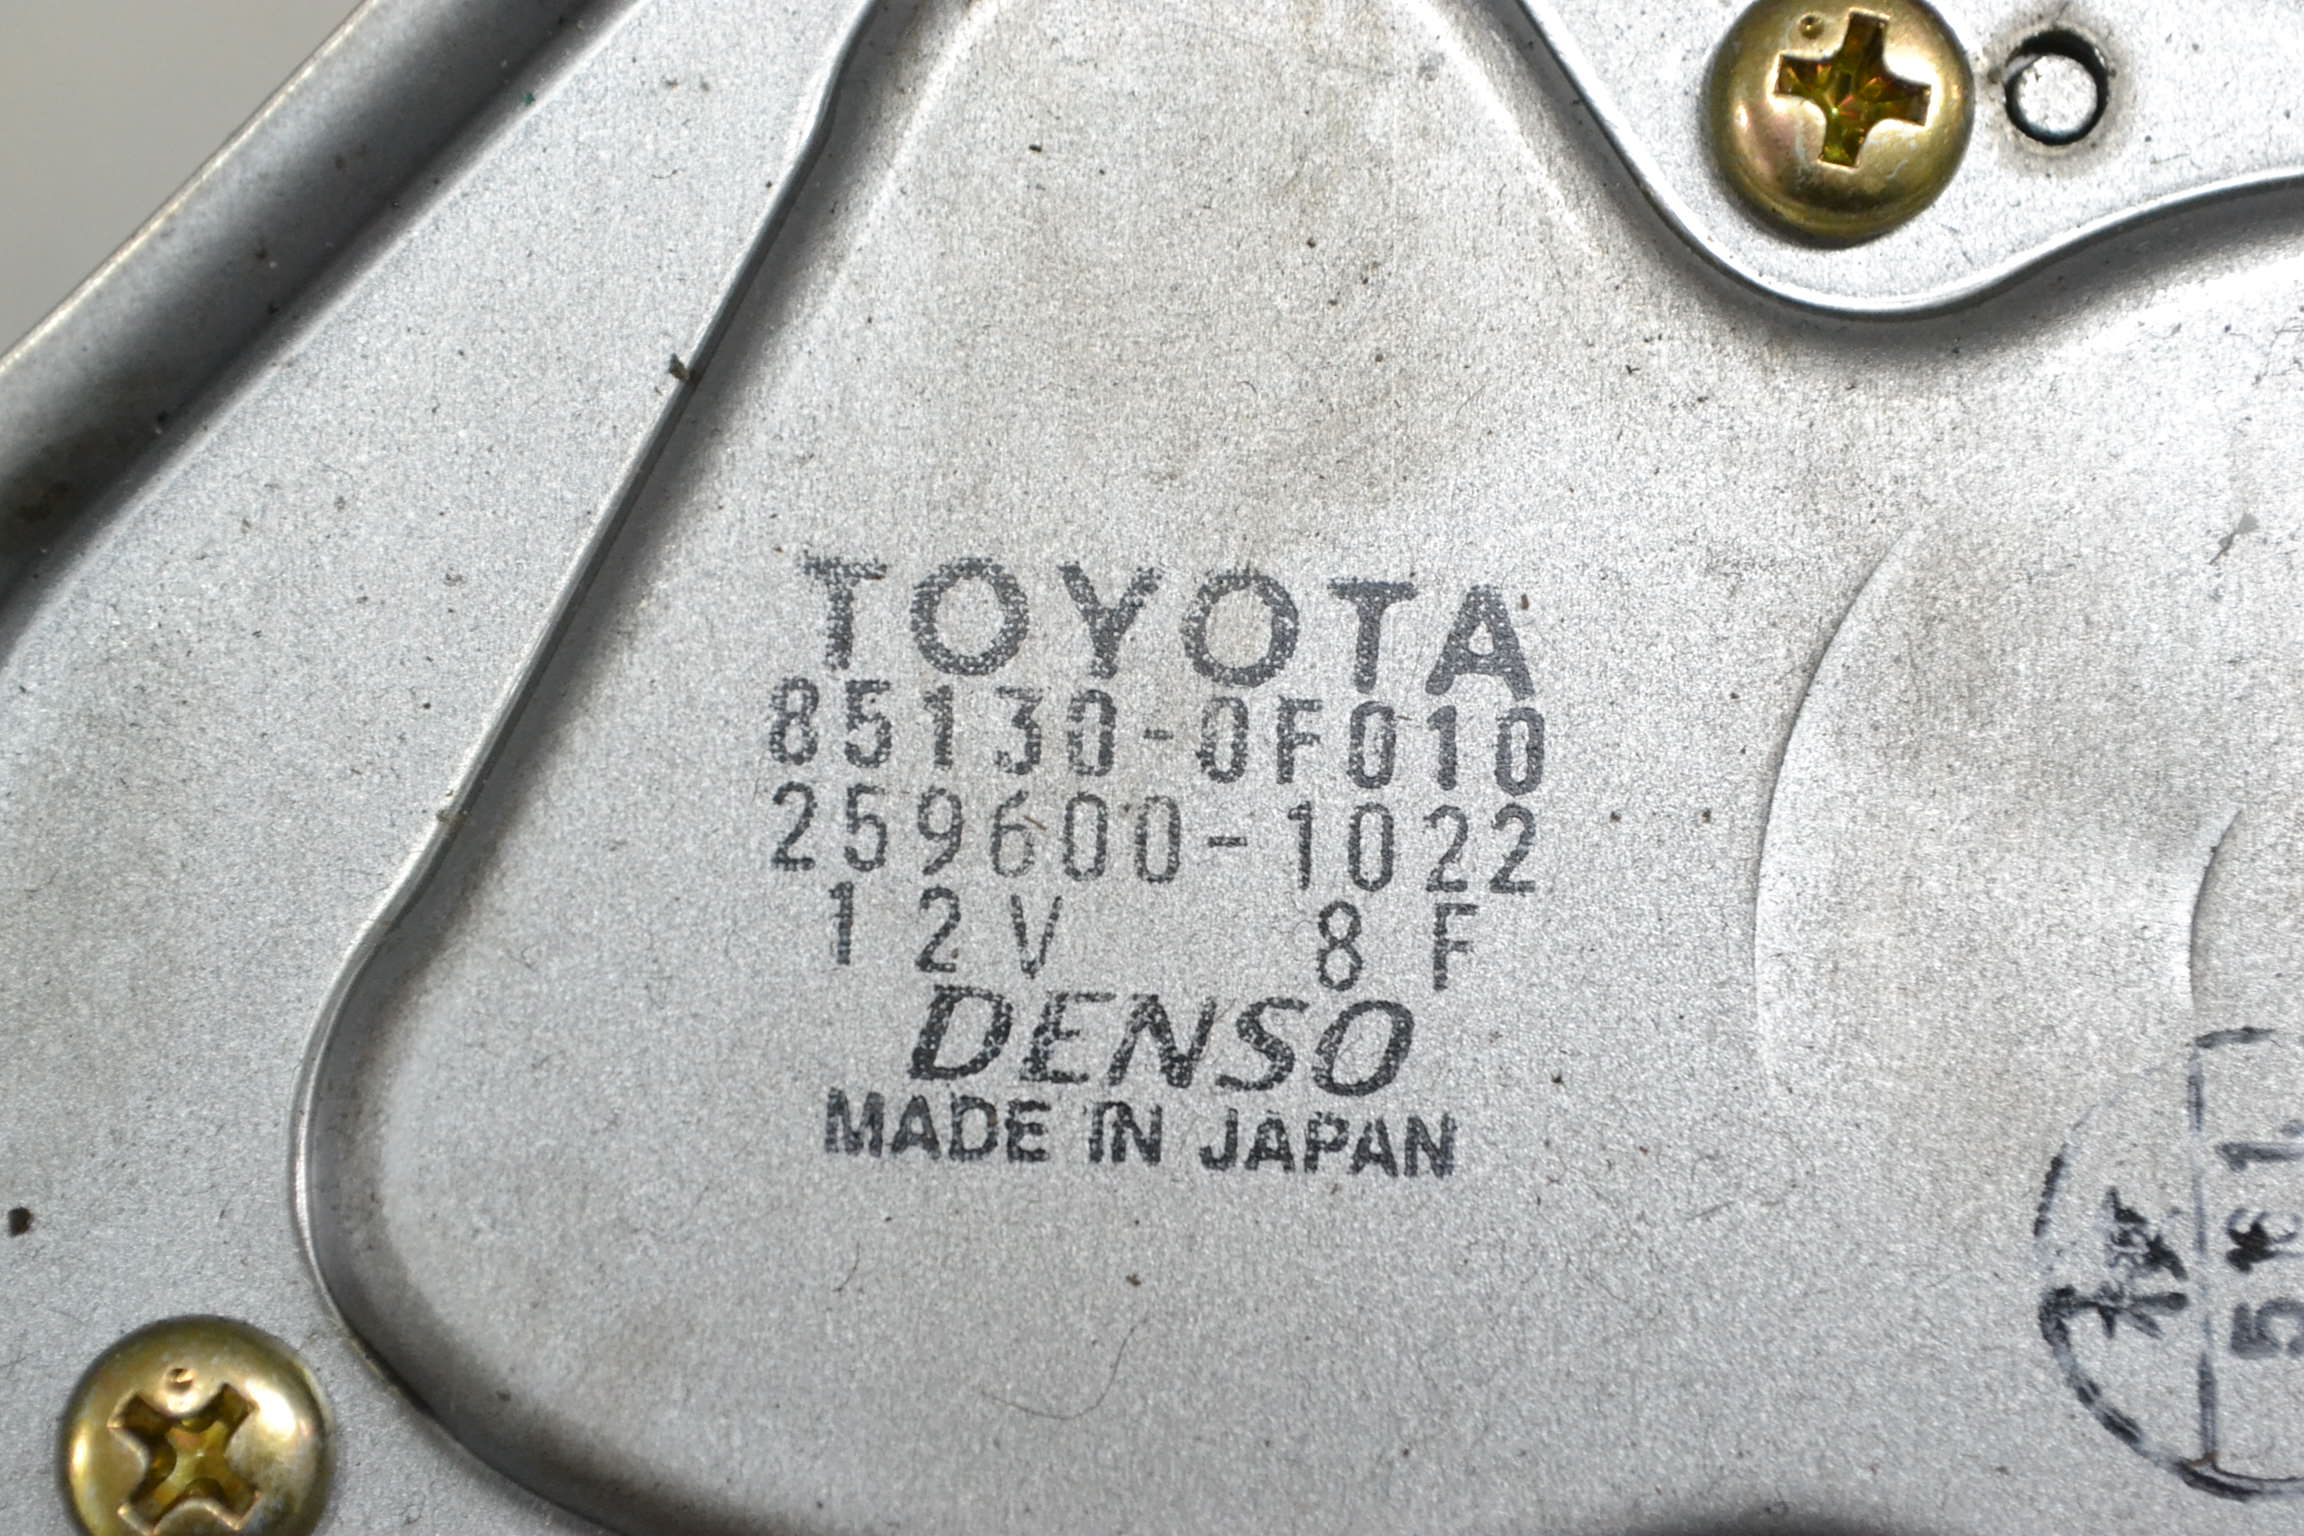 TOYOTA
85130-0F010
259600-1022
12V 8F
DENSO
MADE IN JAPAN